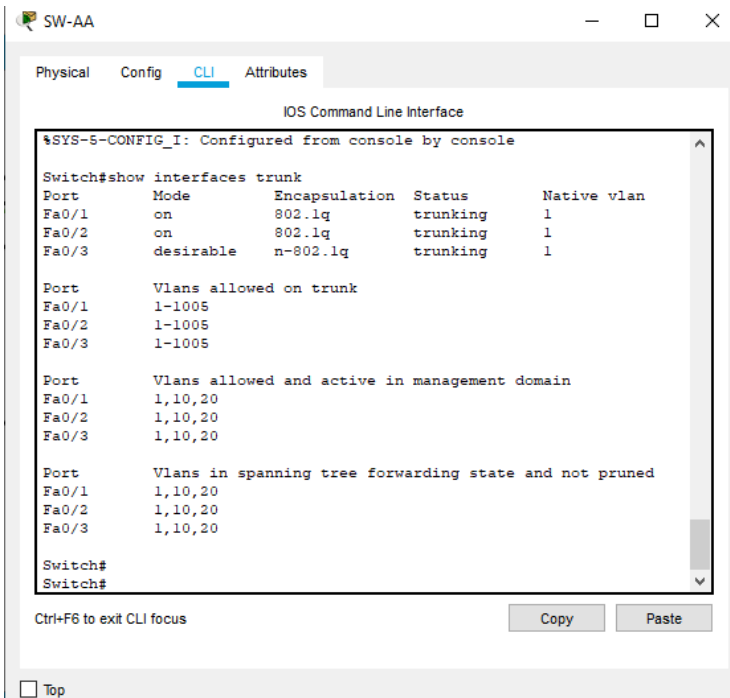 SW-AA
Physical Config CLI Attributes
IOS Command Line Interface
%SYS-5-CONFIG_I: Configured from console by console
Switch#show interfaces trunk
Port Mode Encapsulation Status Native vlan
Fa0/1 on 802.1q trunking 1
Fa0/2 on 802.1q trunking 1
Fa0/3 desirable n-802.1q trunking 1
Port Vlans allowed on trunk
Fa0/1 1-1005
Fa0/2 1-1005
Fa0/3 1-1005
Port Vlans allowed and active in management domain
Fa0/1 1,10,20
Fa0/2 1,10,20
Fa0/3 1,10,20
Port Vlans in spanning tree forwarding state and not pruned
Fa0/1 1,10,20
Fa0/2 1,10,20
Fa0/3 1,10,20
Switch#
Switch#
Ctrl+F6 to exit CLI focus Copy Paste
Top